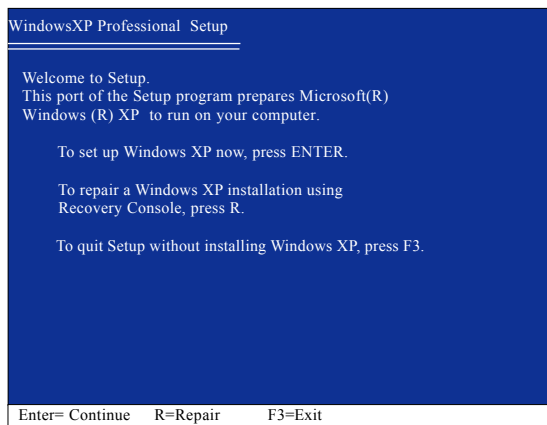 WindowsXP Professional Setup
Welcome to Setup.
This port of the Setup program prepares Microsoft(R)
Windows (R) XP to run on your computer.
To set up Windows XP now, press ENTER.
To repair a Windows XP installation using
Recovery Console, press R.
To quit Setup without installing Windows XP, press F3.
Enter= Continue R=Repair F3=Exit